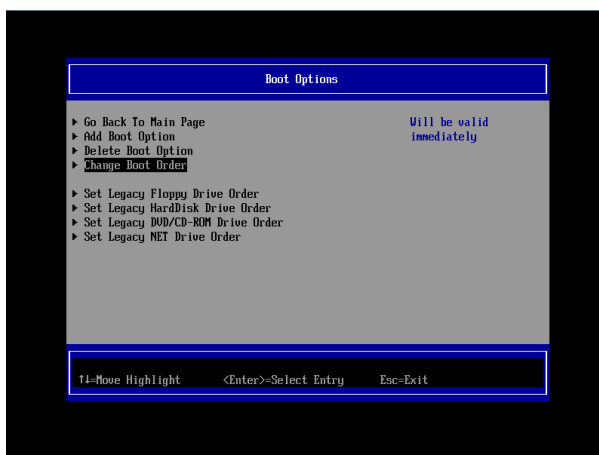 Boot Options
▶ Go Back To Main Page
Will be valid
▶ Add Boot Option
immediately
▶ Delete Boot Option
▶ Change Boot Order
▶ Set Legacy Floppy Drive Order
▶ Set Legacy HardDisk Drive Order
▶ Set Legacy DVD/CD-ROM Drive Order
▶ Set Legacy NET Drive Order
↑↓=Move Highlight <Enter>=Select Entry Esc=Exit